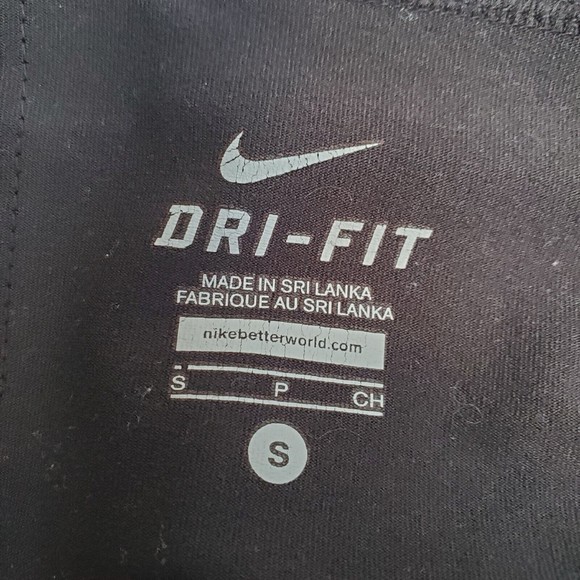 DRI-FIT
MADE IN SRI LANKA
FABRIQUE AU SRI LANKA
nikebetterworld.com
S P CH
S